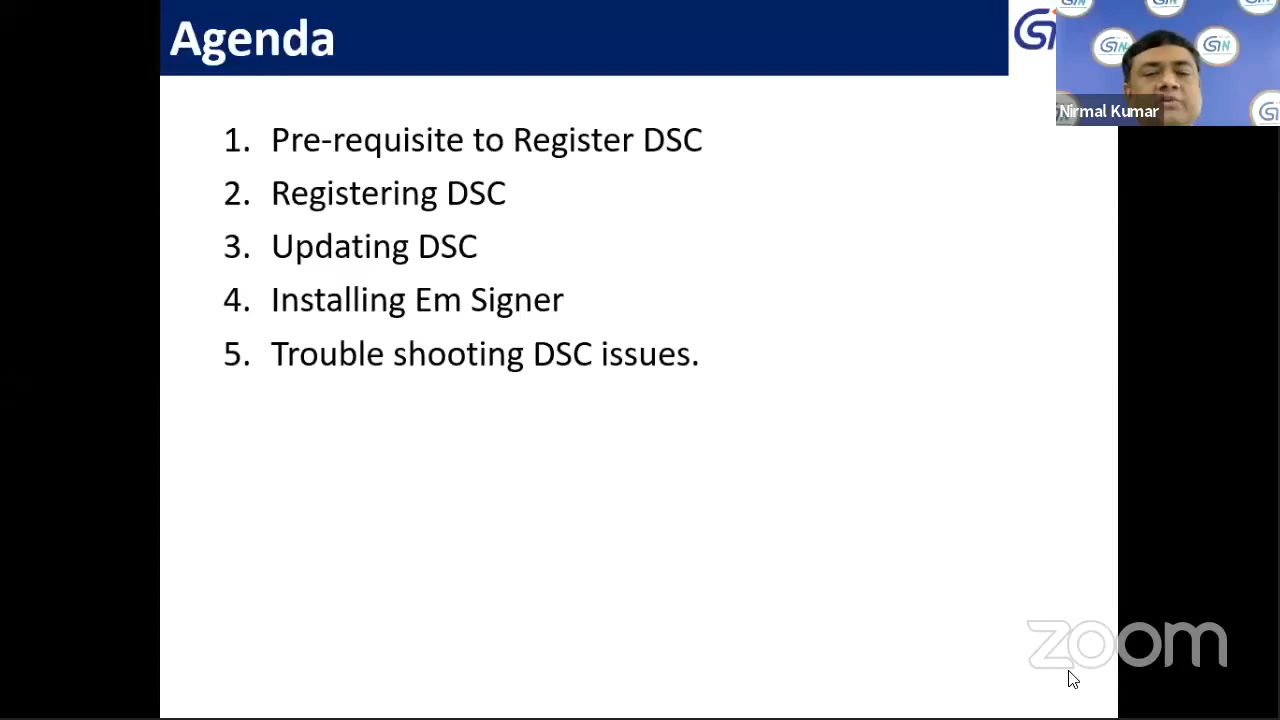 Agenda
1. Pre-requisite to Register DSC
2. Registering DSC
3. Updating DSC
4. Installing Em Signer
5. Trouble shooting DSC issues.
Nirmal Kumar
zoom